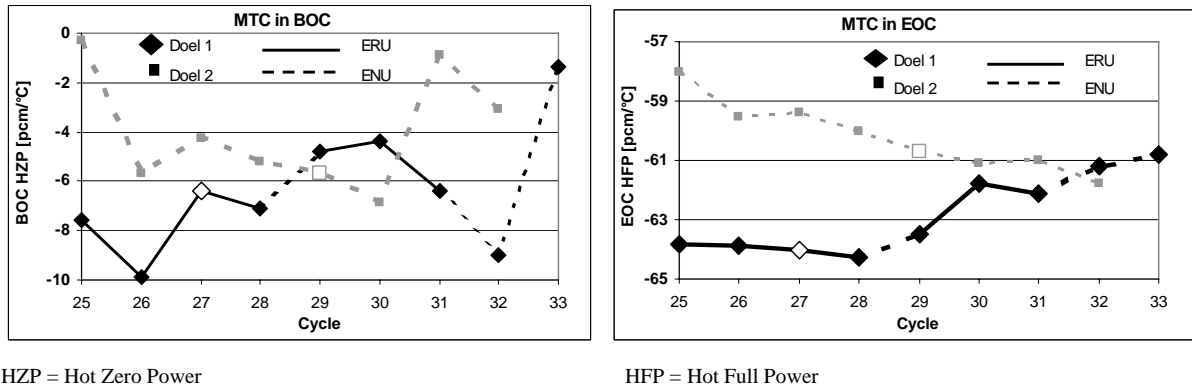 MTC in BOC
Doel 1 ERU
Doel 2 ENU
BOC HZP [pcm/°C]
0
-2
-4
-6
-8
-10
25 26 27 28 29 30 31 32 33
Cycle
MTC in EOC
Doel 1 ERU
Doel 2 ENU
EOC HFP [pcm/°C]
-57
-59
-61
-63
-65
25 26 27 28 29 30 31 32 33
Cycle
HZP = Hot Zero Power
HFP = Hot Full Power